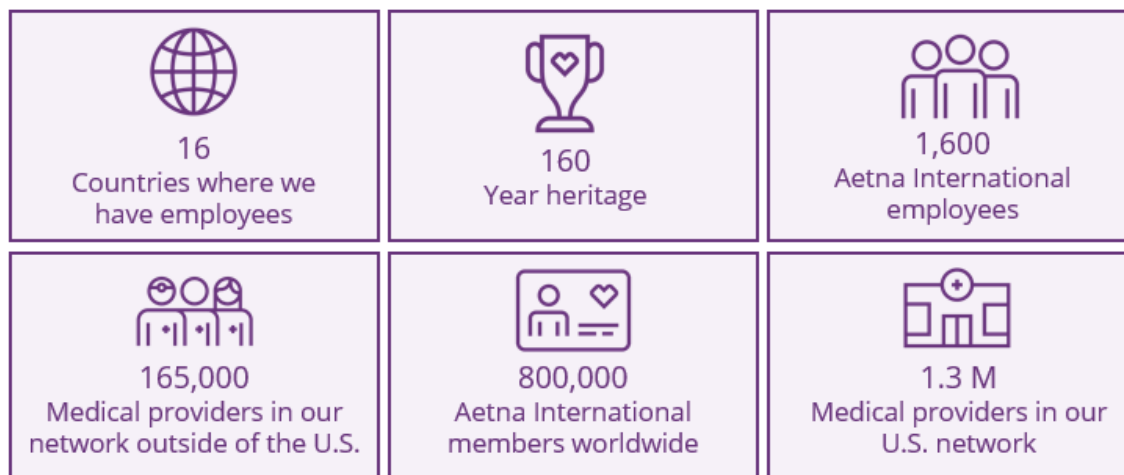 16
Countries where we
have employees
160
Year heritage
1,600
Aetna International
employees
165,000
Medical providers in our
network outside of the U.S.
800,000
Aetna International
members worldwide
1.3 M
Medical providers in our
U.S. network